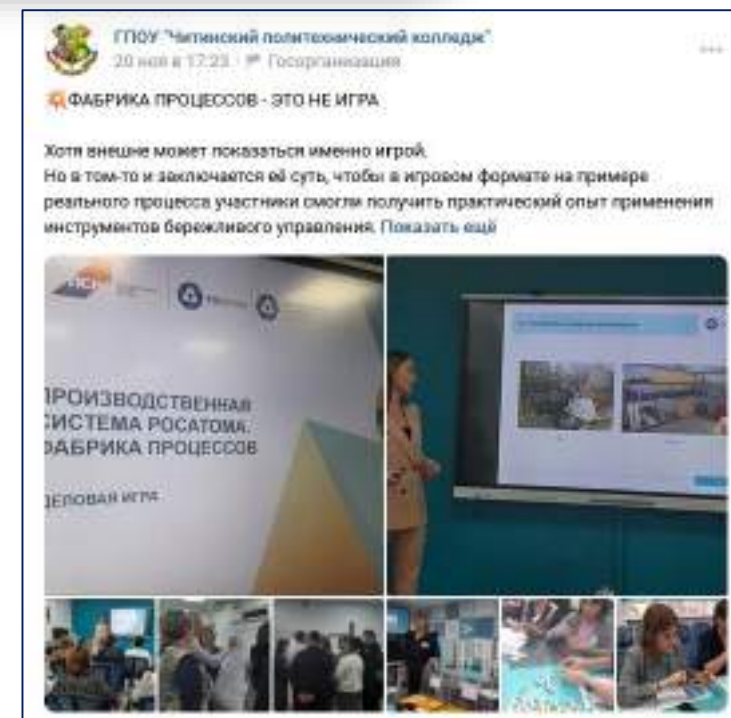 ГПОУ "Читинский политехнический колледж"
20 ноя в 17:23 · Госорганизация
ФАБРИКА ПРОЦЕССОВ - ЭТО НЕ ИГРА
Хотя внешне может показаться именно игрой.
Но в том-то и заключается её суть, чтобы в игровом формате на примере
реального процесса участники смогли получить практический опыт применения
инструментов бережливого управления. Показать ещё
ПРОИЗВОДСТВЕННАЯ
СИСТЕМА РОСАТОМА.
ФАБРИКА ПРОЦЕССОВ
ДЕЛОВАЯ ИГРА